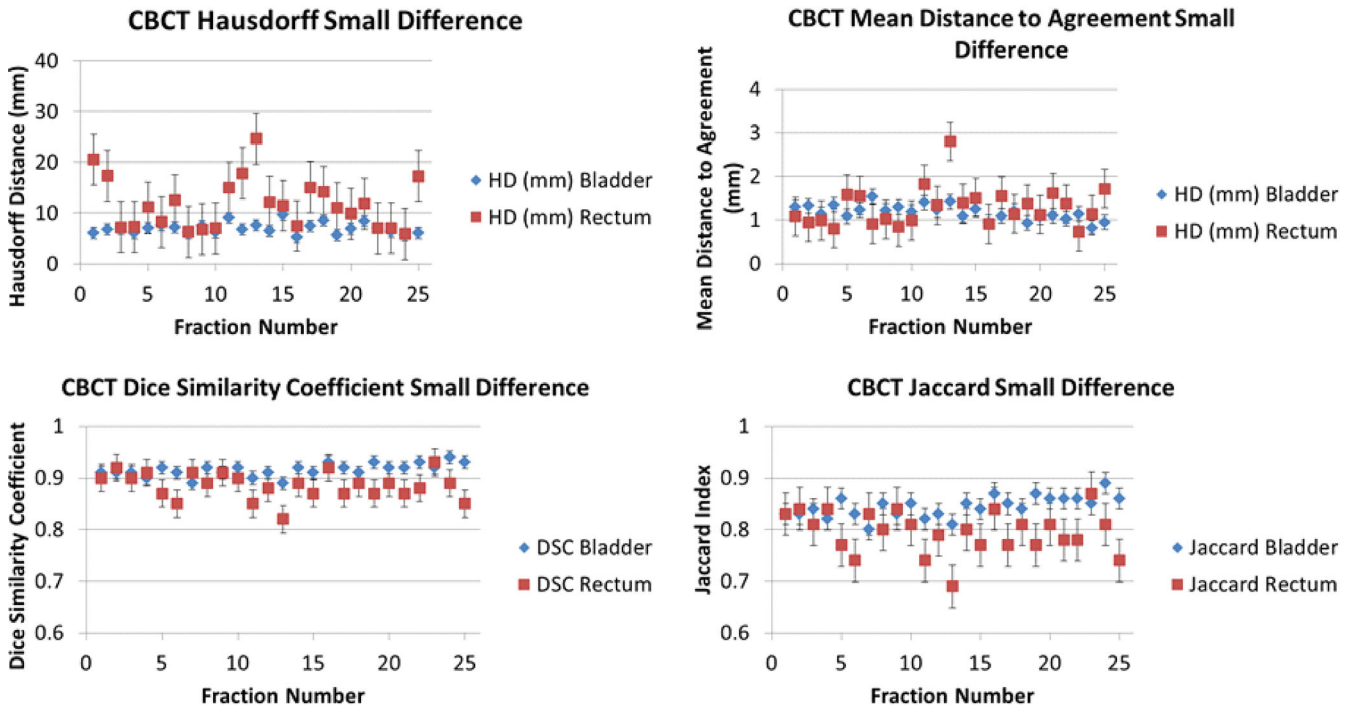 CBCT Hausdorff Small Difference
Hausdorff Distance (mm)
40
30
20
10
0
0 5 10 15 20 25
Fraction Number
HD (mm) Bladder
HD (mm) Rectum
CBCT Mean Distance to Agreement Small
Difference
Mean Distance to Agreement
(mm)
4
3
2
1
0
0 5 10 15 20 25
Fraction Number
HD (mm) Bladder
HD (mm) Rectum
CBCT Dice Similarity Coefficient Small Difference
Dice Similarity Coefficient
1
0.9
0.8
0.7
0.6
0 5 10 15 20 25
Fraction Number
DSC Bladder
DSC Rectum
CBCT Jaccard Small Difference
Jaccard Index
1
0.9
0.8
0.7
0.6
0 5 10 15 20 25
Fraction Number
Jaccard Bladder
Jaccard Rectum